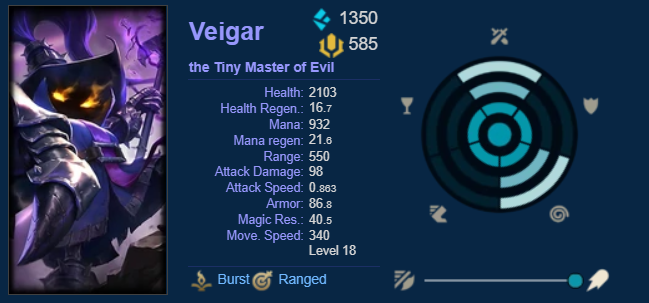 Veigar
1350
585
the Tiny Master of Evil
Health: 2103
Health Regen.: 16.7
Mana: 932
Mana regen: 21.6
Range: 550
Attack Damage: 98
Attack Speed: 0.863
Armor: 86.8
Magic Res.: 40.5
Move. Speed: 340
Level 18
Burst Ranged